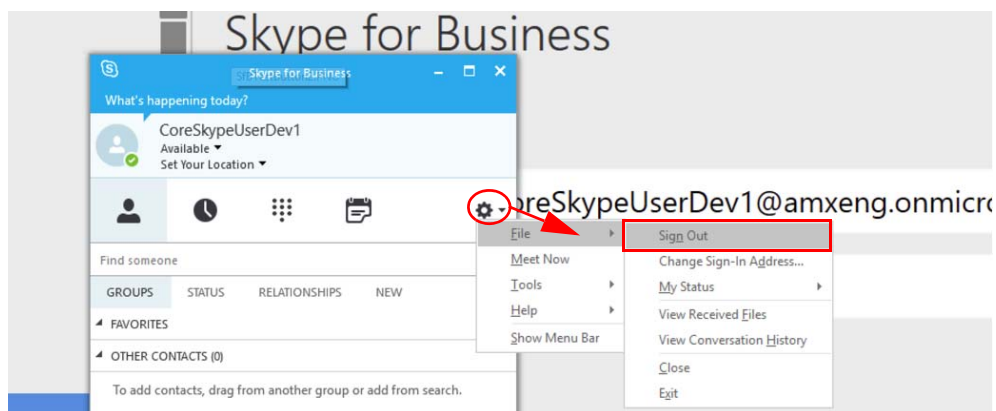 Skype for Business
Skype for Business
What's happening today?
CoreSkypeUserDev1
Available
Set Your Location
oreSkypeUserDev1@amxeng.onmicro
Find someone
GROUPS STATUS RELATIONSHIPS NEW
FAVORITES
OTHER CONTACTS (0)
To add contacts, drag from another group or add from search.
File
Meet Now
Tools
Help
Show Menu Bar
Sign Out
Change Sign-In Address...
My Status
View Received Files
View Conversation History
Close
Exit